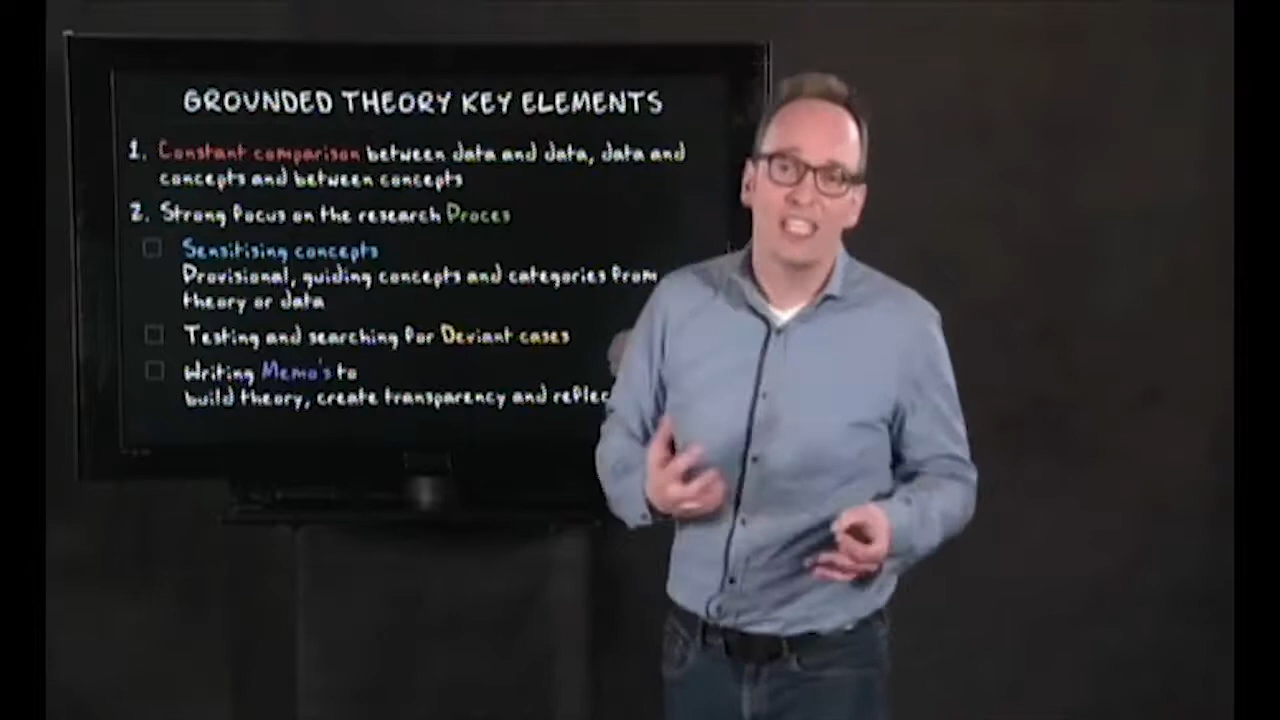 GROUNDED THEORY KEY ELEMENTS
1. Constant comparison between data and data, data and
concepts and between concepts
2. Strong focus on the research Proces
Sensitising concepts
Provisional, guiding concepts and categories from
theory or data
Testing and searching for Deviant cases
Writing Memo's to
build theory, create transparency and